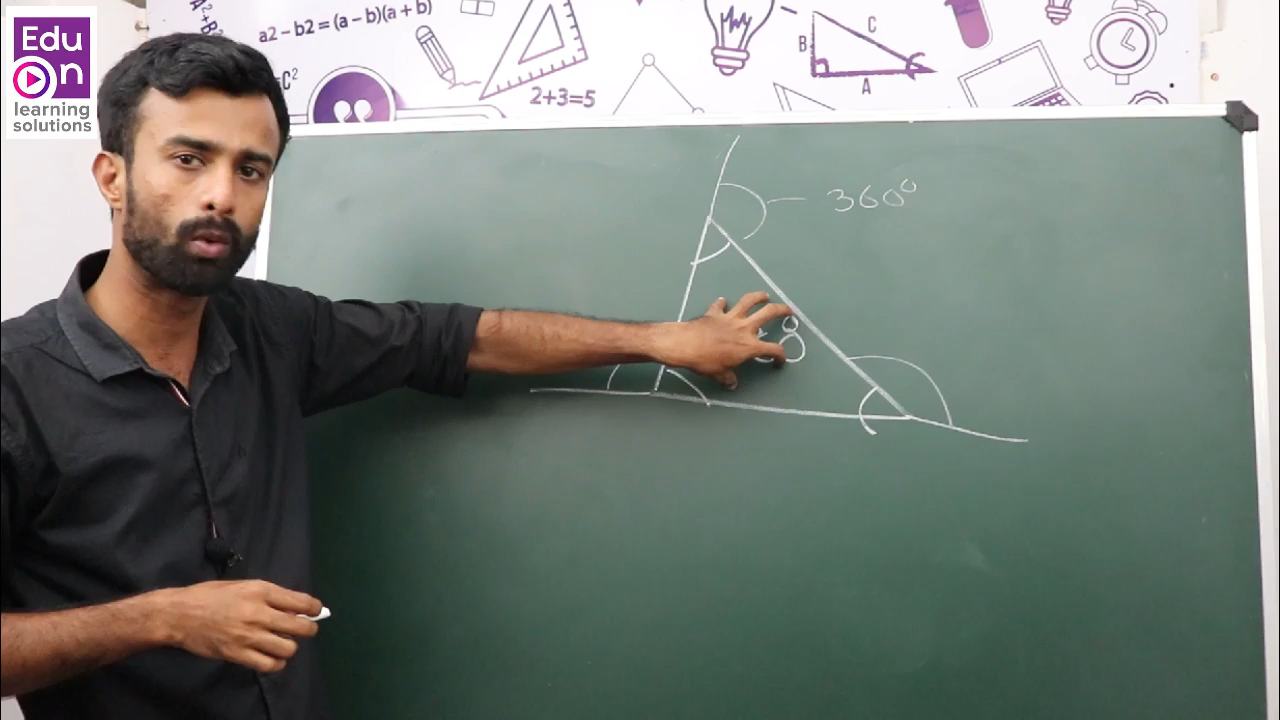 Edu
On
learning
solutions
a2 – b2 = (a – b)(a + b)
C²
2+3=5
B
C
A
360°